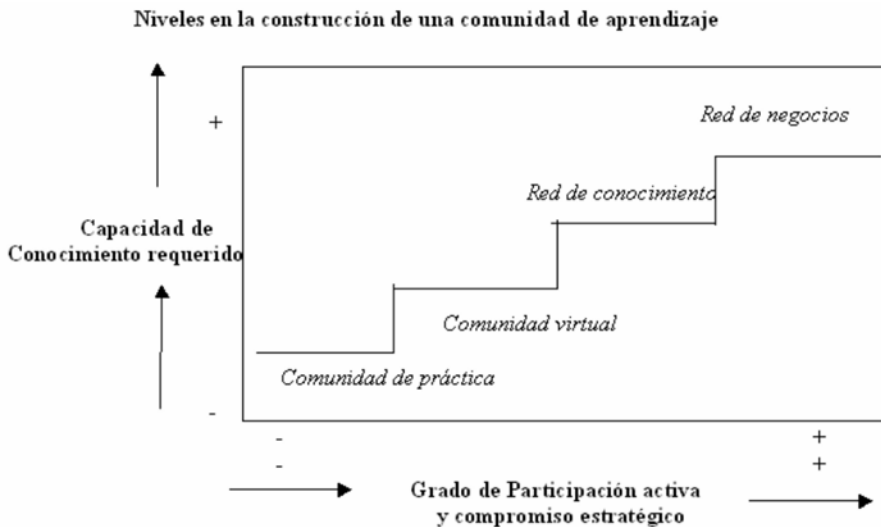 Niveles en la construcción de una comunidad de aprendizaje
+
Red de negocios
Red de conocimiento
Capacidad de
Conocimiento requerido
Comunidad virtual
Comunidad de práctica
-
- +
- +
Grado de Participación activa
y compromiso estratégico